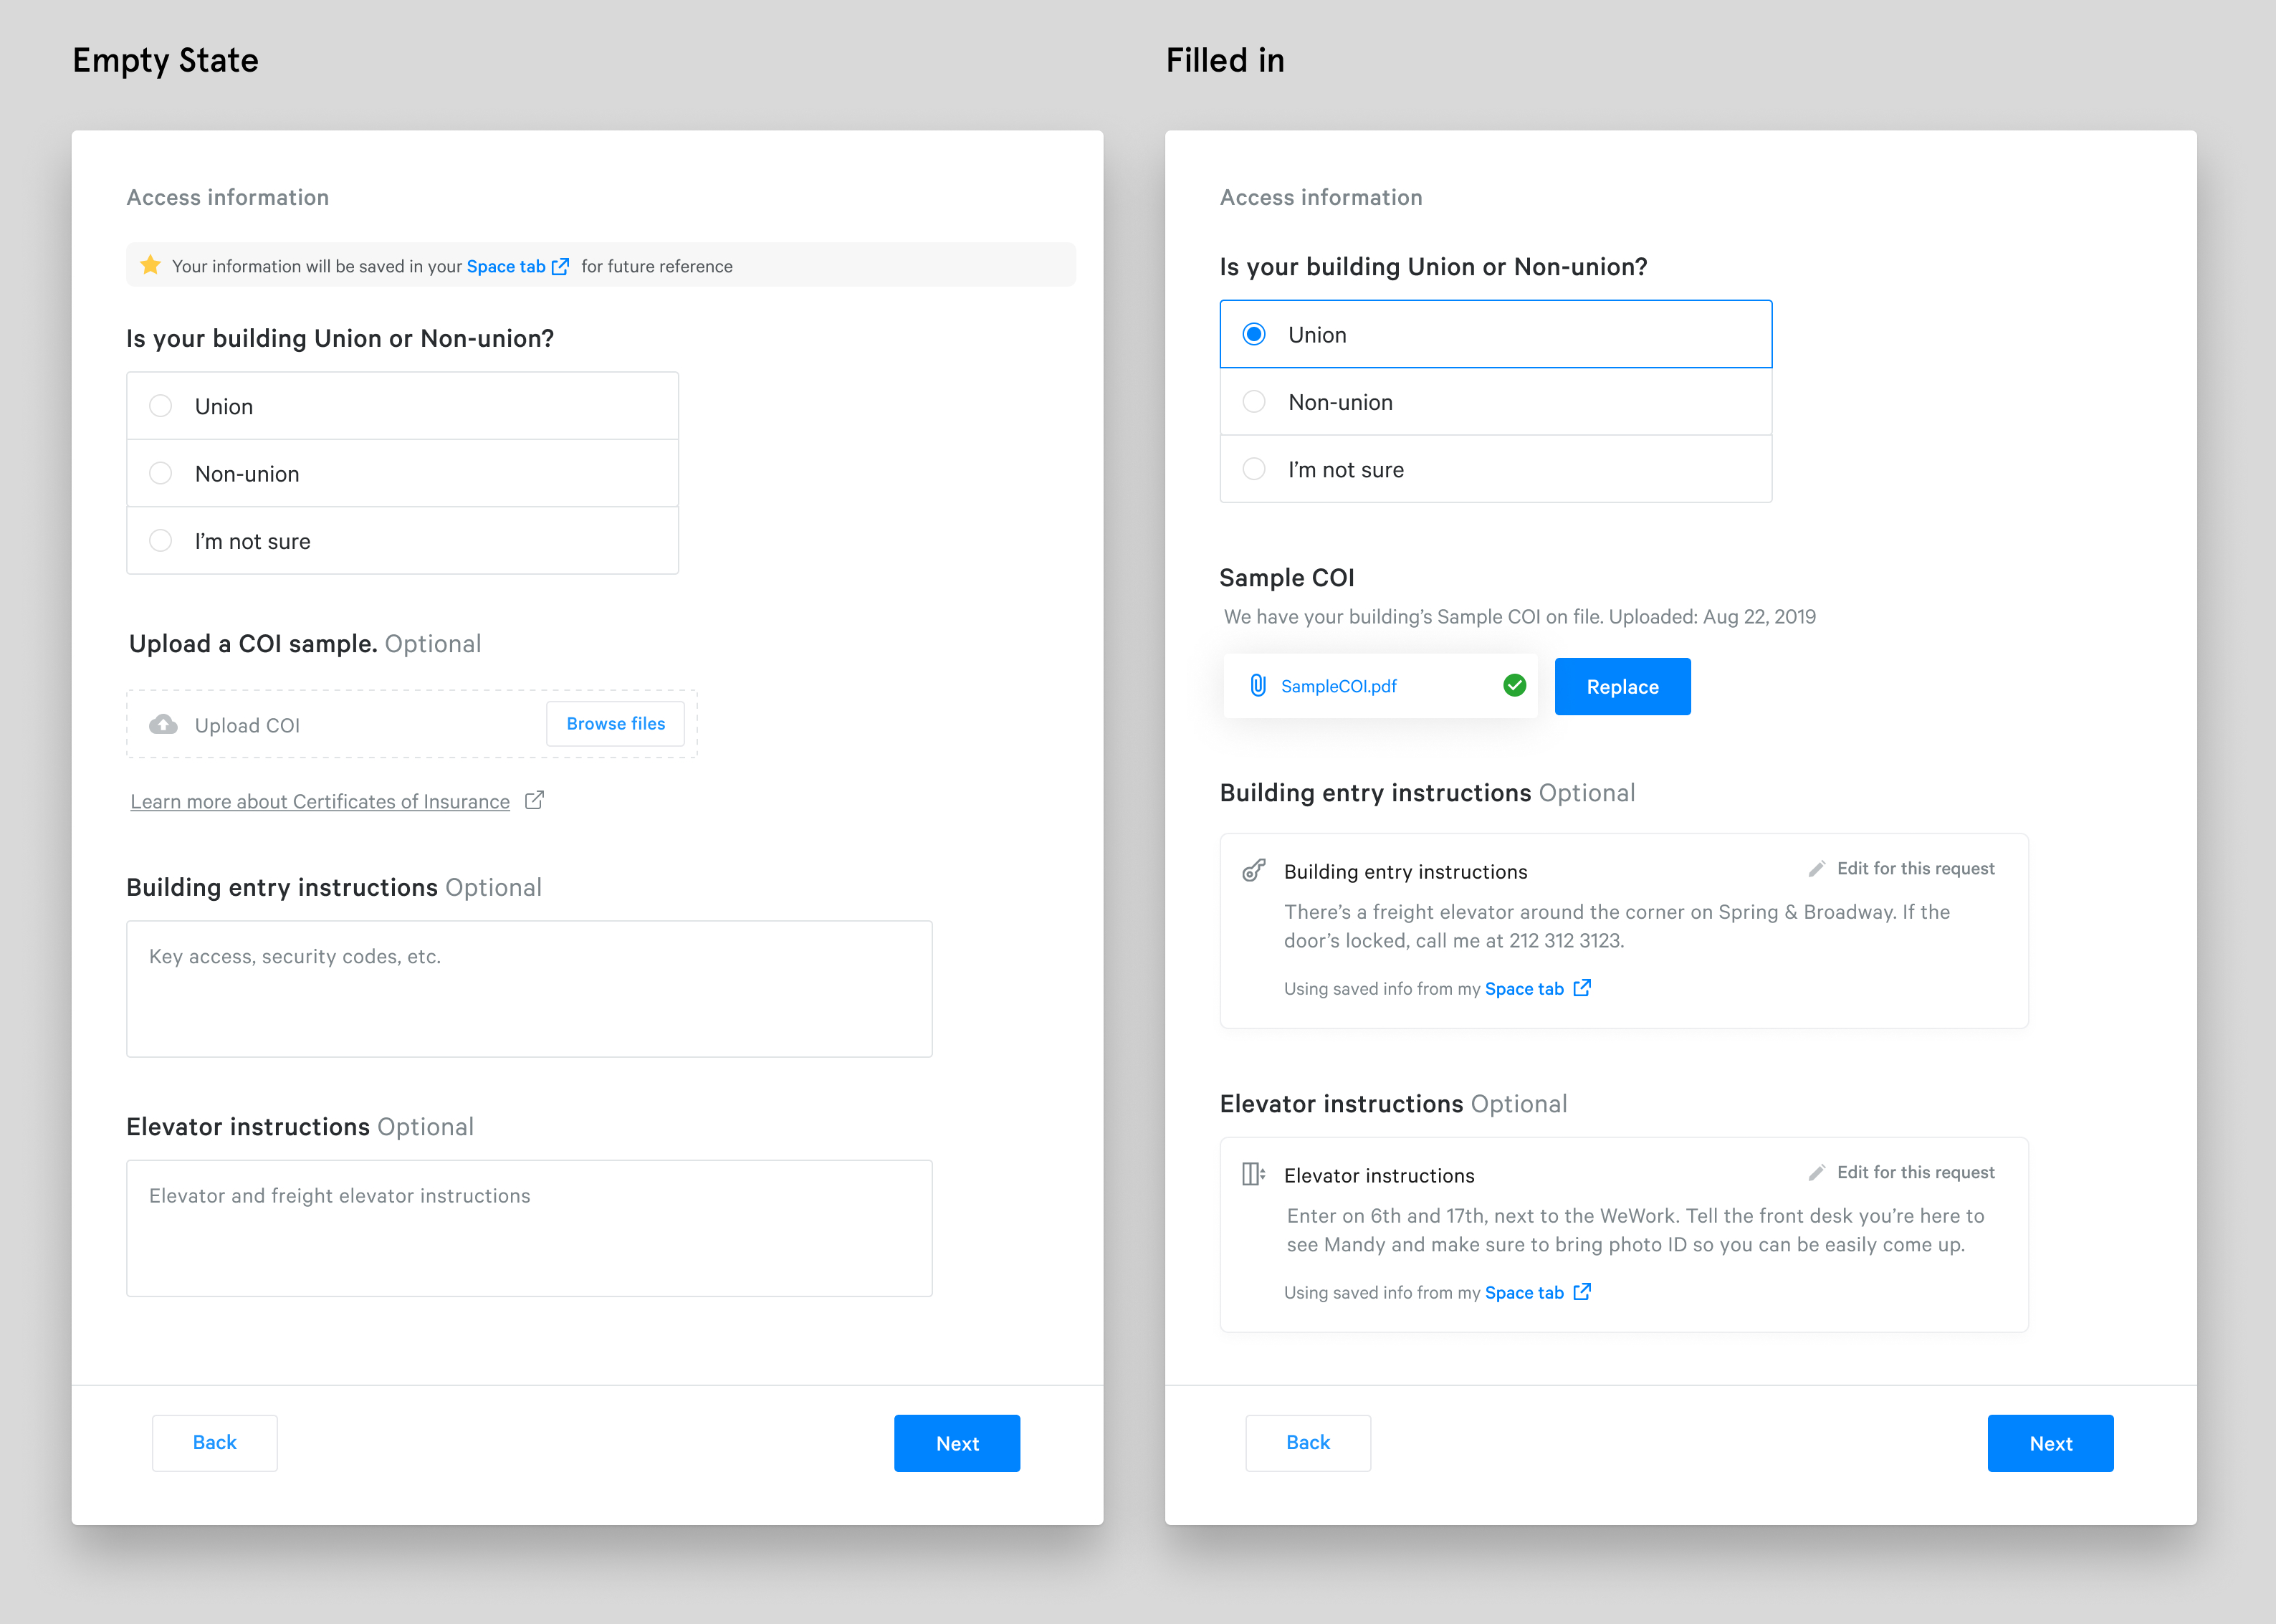 Empty State
Access information
Your information will be saved in your Space tab for future reference
Is your building Union or Non-union?
Union
Non-union
I’m not sure
Upload a COI sample. Optional
Upload COI
Browse files
Learn more about Certificates of Insurance
Building entry instructions Optional
Key access, security codes, etc.
Elevator instructions Optional
Elevator and freight elevator instructions
Back
Next
Filled in
Access information
Is your building Union or Non-union?
Union
Non-union
I’m not sure
Sample COI
We have your building’s Sample COI on file. Uploaded: Aug 22, 2019
SampleCOI.pdf
Replace
Building entry instructions Optional
Building entry instructions
Edit for this request
There’s a freight elevator around the corner on Spring & Broadway. If the
door’s locked, call me at 212 312 3123.
Using saved info from my Space tab
Elevator instructions Optional
Elevator instructions
Edit for this request
Enter on 6th and 17th, next to the WeWork. Tell the front desk you’re here to
see Mandy and make sure to bring photo ID so you can be easily come up.
Using saved info from my Space tab
Back
Next